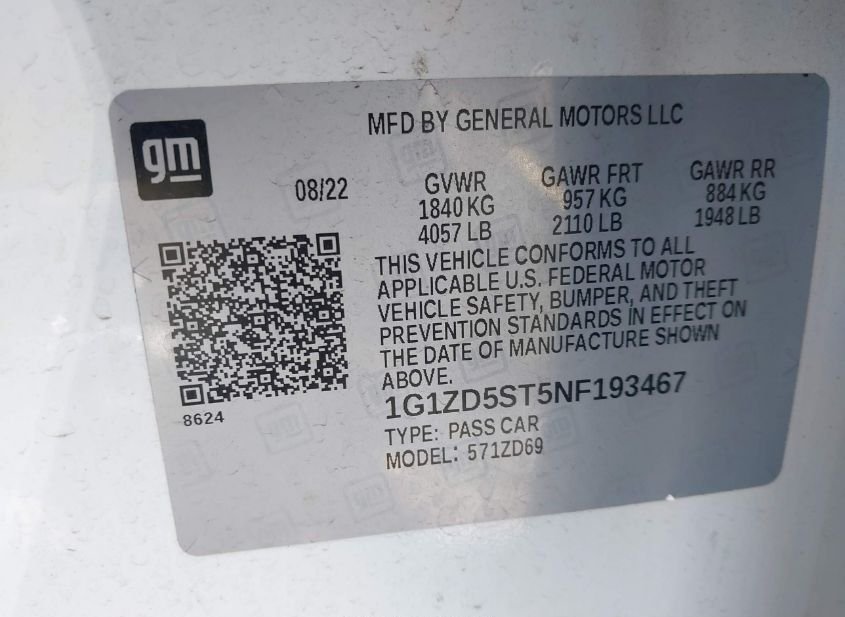 MFD BY GENERAL MOTORS LLC
gm
08/22
GVWR
1840 KG
4057 LB
GAWR FRT
957 KG
2110 LB
GAWR RR
884 KG
1948 LB
THIS VEHICLE CONFORMS TO ALL
APPLICABLE U.S. FEDERAL MOTOR
VEHICLE SAFETY, BUMPER, AND THEFT
PREVENTION STANDARDS IN EFFECT ON
THE DATE OF MANUFACTURE SHOWN
ABOVE.
8624
1G1ZD5ST5NF193467
TYPE: PASS CAR
MODEL: 571ZD69